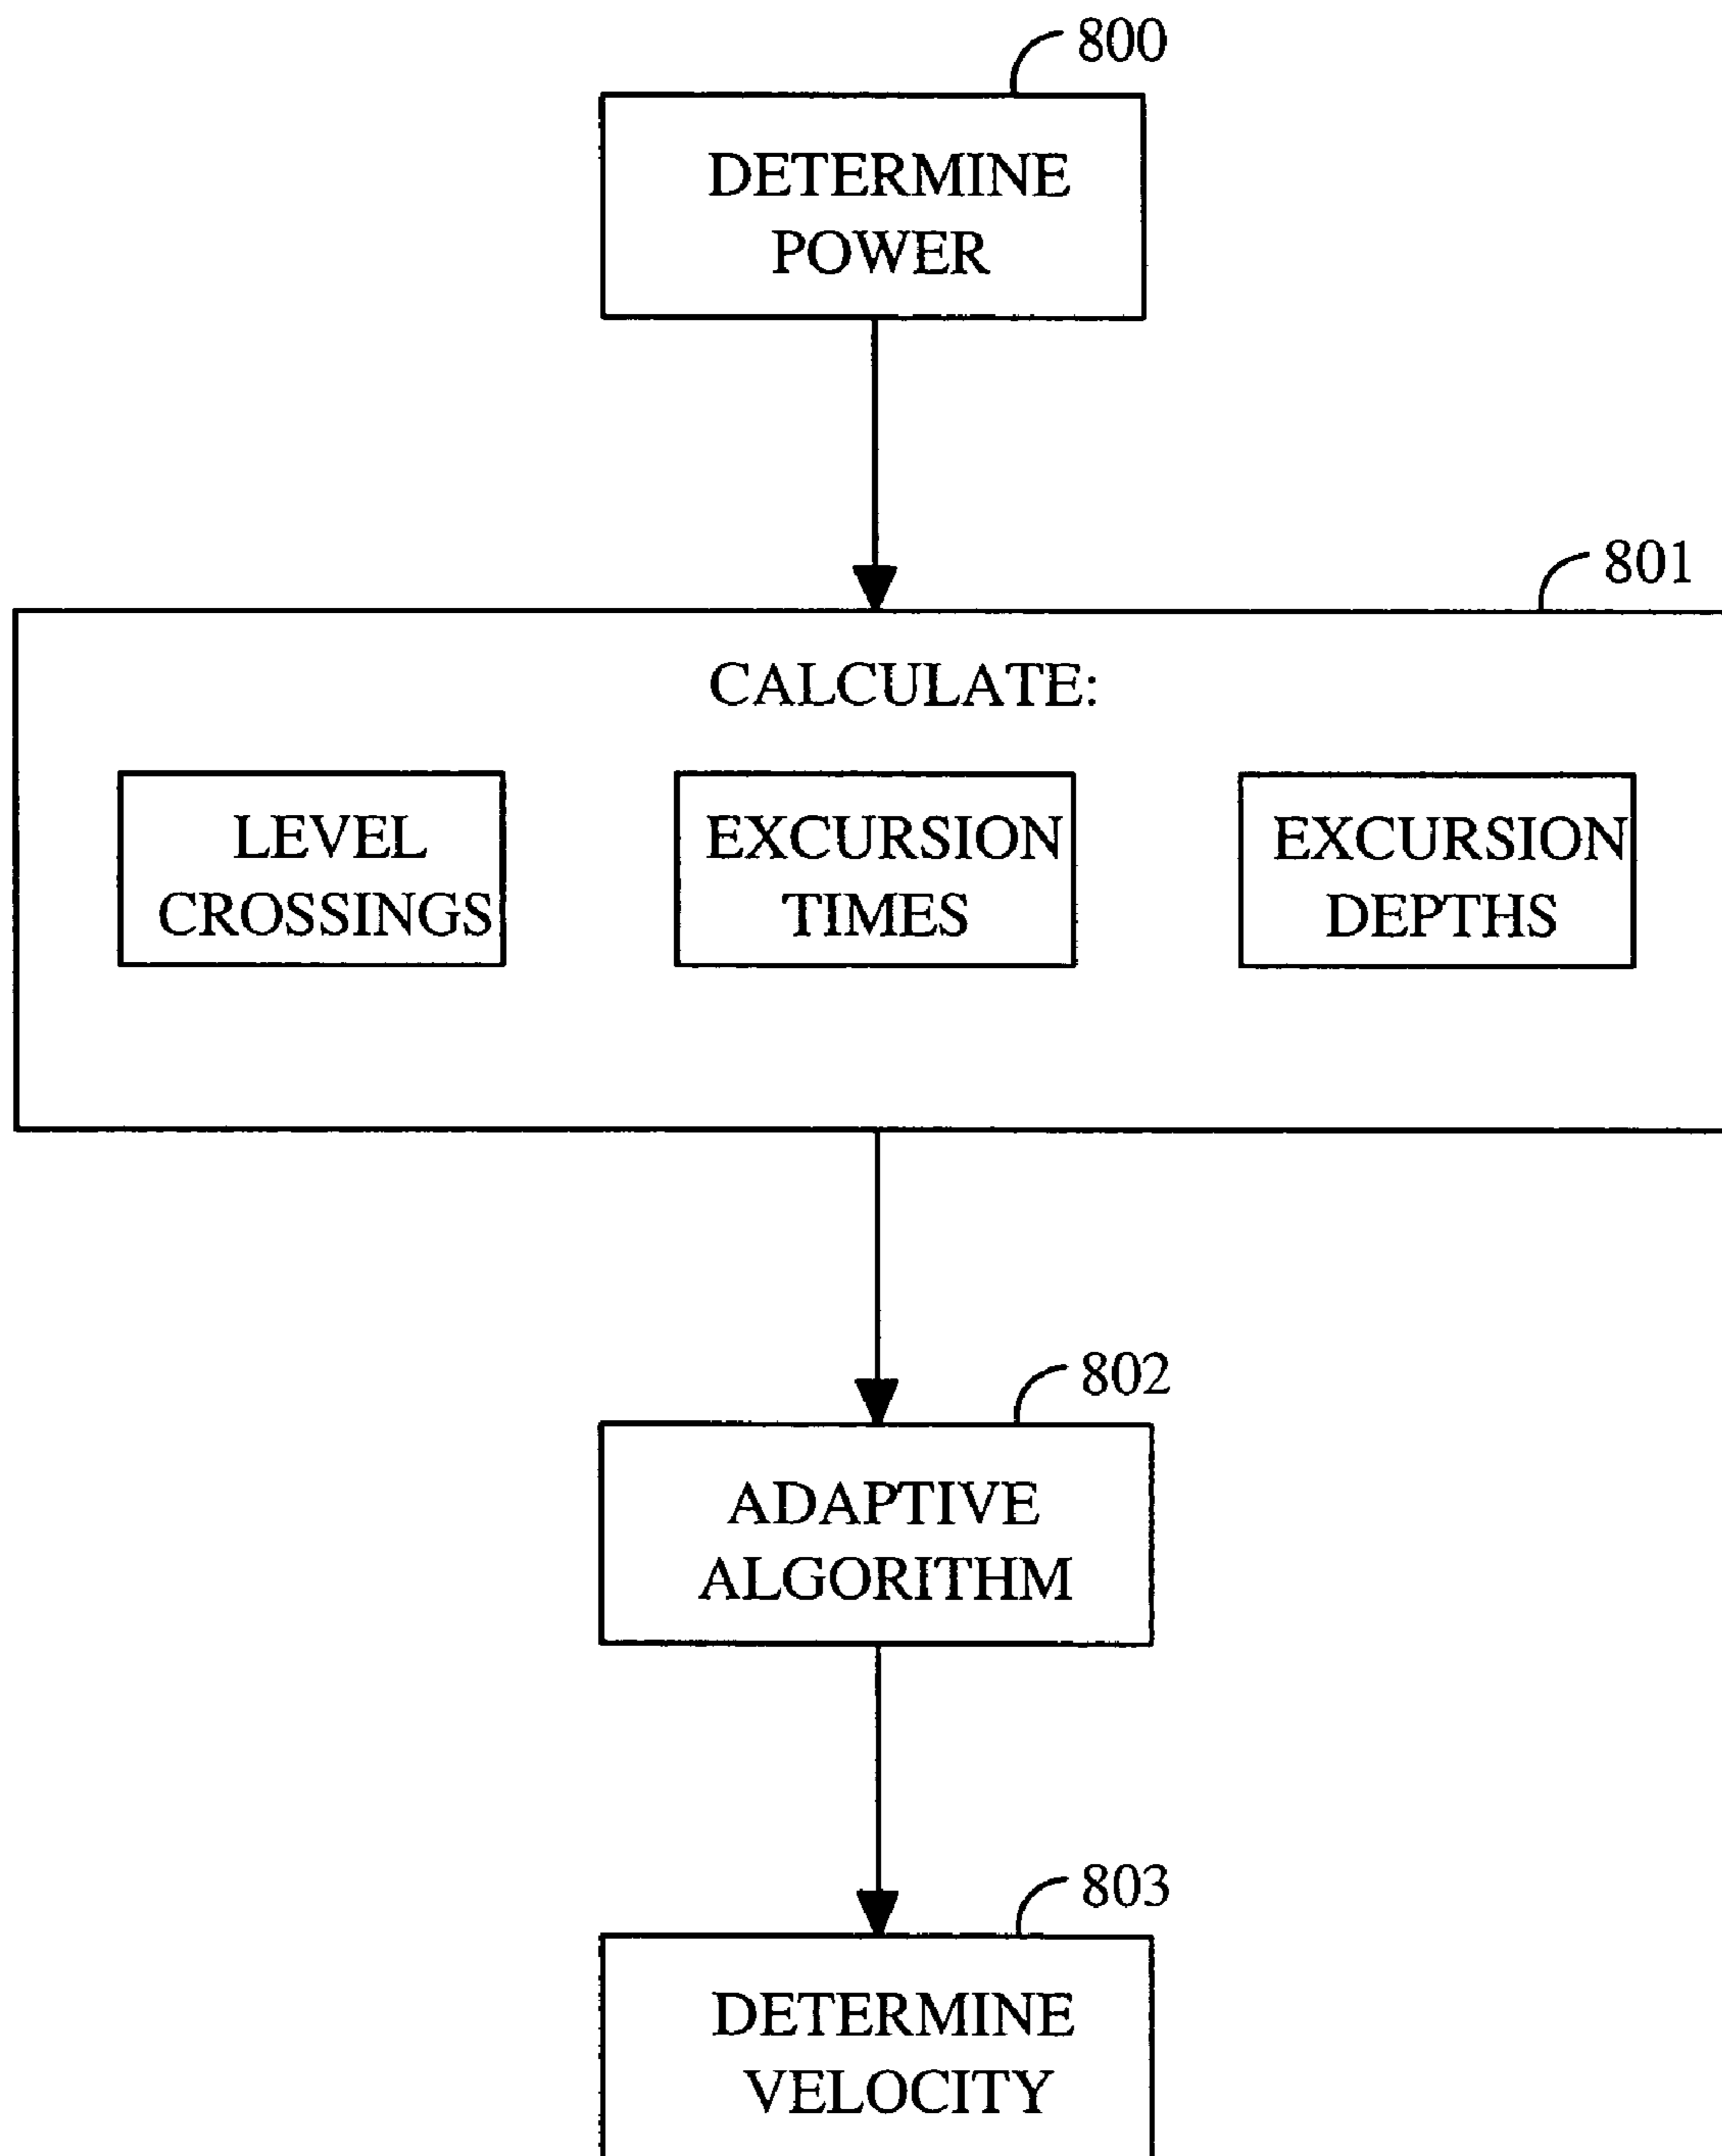 800
DETERMINE
POWER
801
CALCULATE:
LEVEL
CROSSINGS
EXCURSION
TIMES
EXCURSION
DEPTHS
802
ADAPTIVE
ALGORITHM
803
DETERMINE
VELOCITY